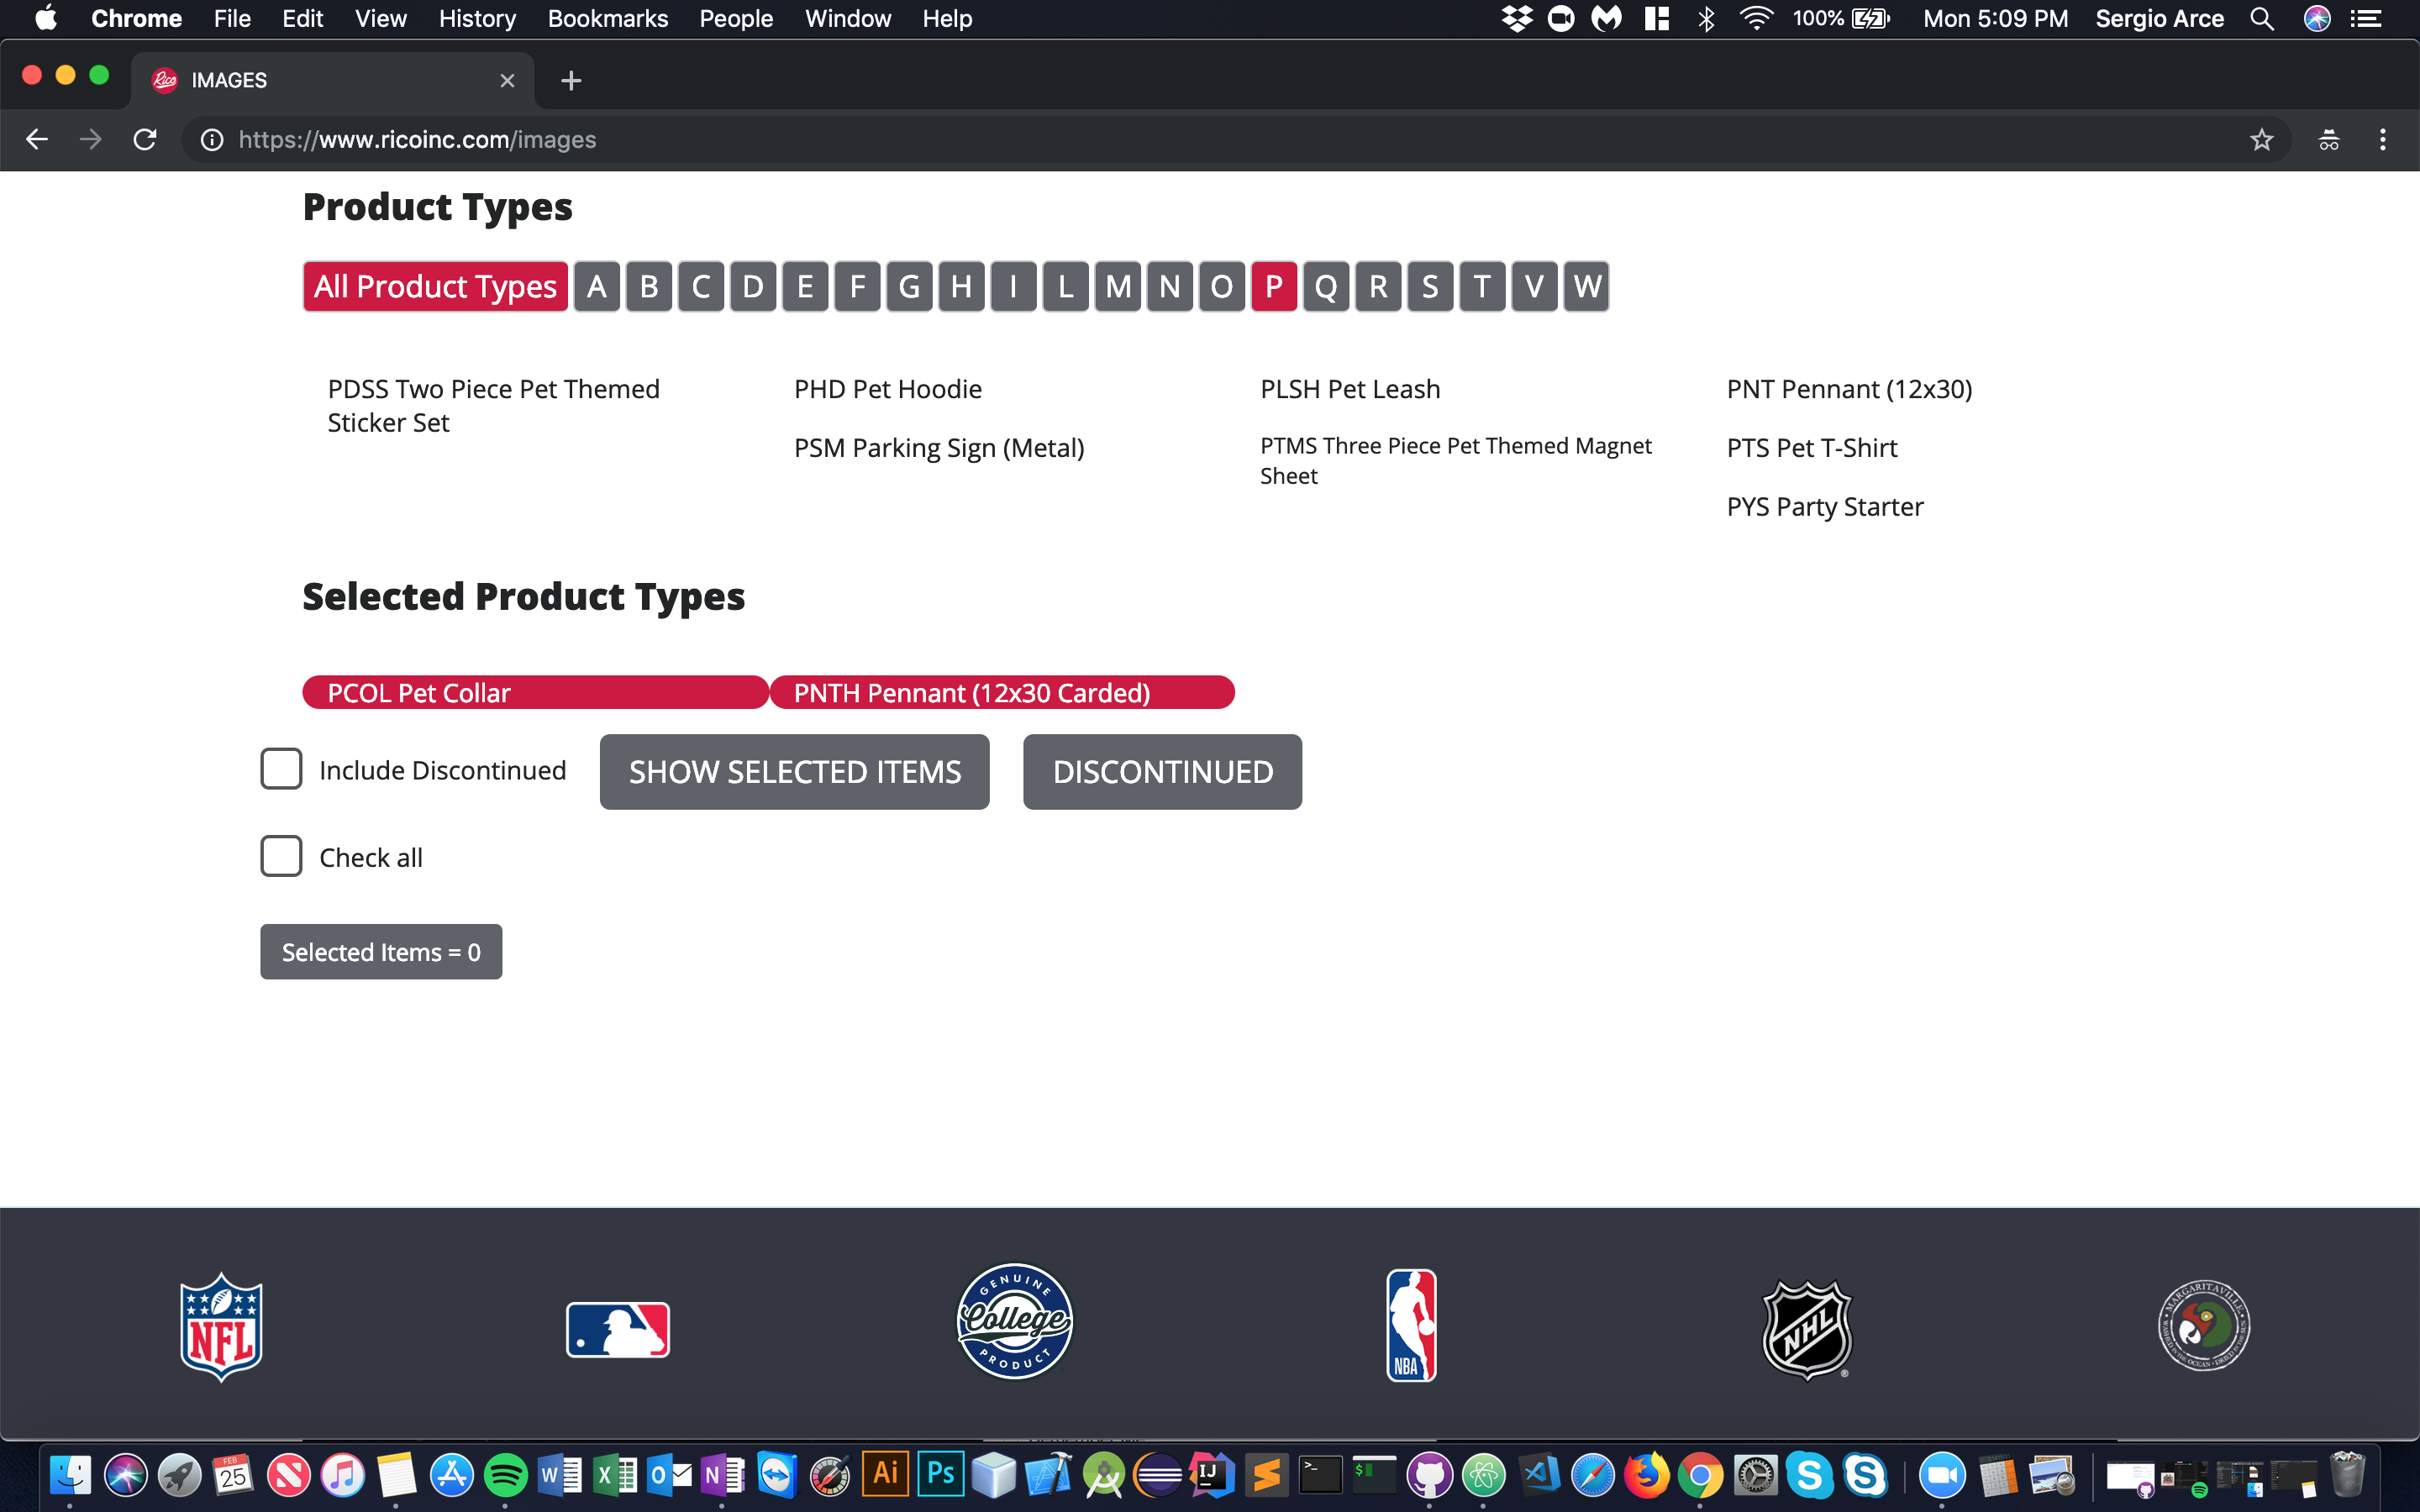 Chrome File Edit View History Bookmarks People Window Help 100% Mon 5:09 PM Sergio Arce
Rico IMAGES
https://www.ricoinc.com/images
Product Types
All Product Types A B C D E F G H I L M N O P Q R S T V W
PDSS Two Piece Pet Themed
Sticker Set
PHD Pet Hoodie
PSM Parking Sign (Metal)
PLSH Pet Leash
PTMS Three Piece Pet Themed Magnet
Sheet
PNT Pennant (12x30)
PTS Pet T-Shirt
PYS Party Starter
Selected Product Types
PCOL Pet Collar PNTH Pennant (12x30 Carded)
Include Discontinued SHOW SELECTED ITEMS DISCONTINUED
Check all
Selected Items = 0
NFL
GENUINE
College
PRODUCT
NBA
NHL
MARGARITAVILLE
FEB
25
W
X
O
N
Ai
Ps
IJ
>_
$
S
S